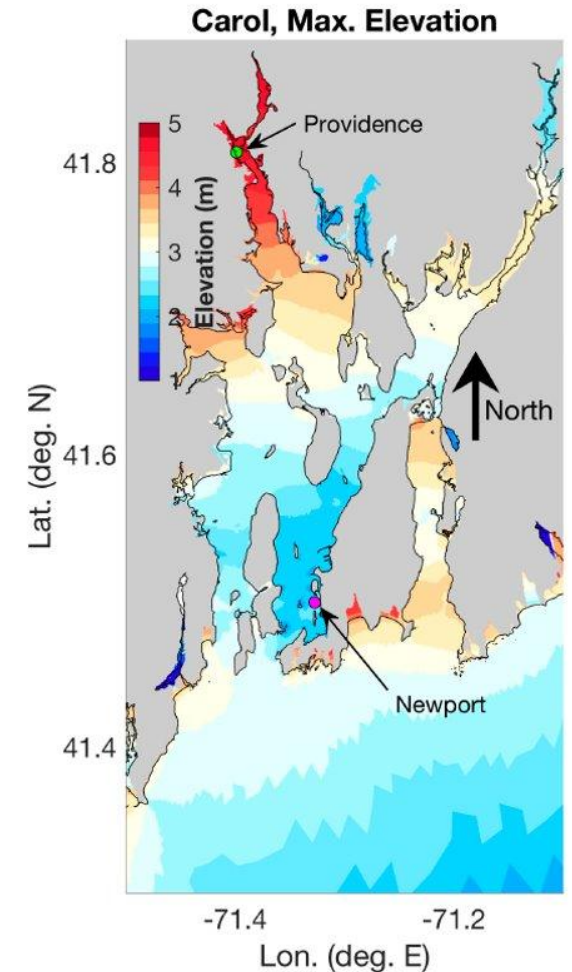 Carol, Max. Elevation
Providence
5
4
3
2
1
Elevation (m)
41.8
41.6
41.4
Lat. (deg. N)
North
Newport
-71.4
-71.2
Lon. (deg. E)